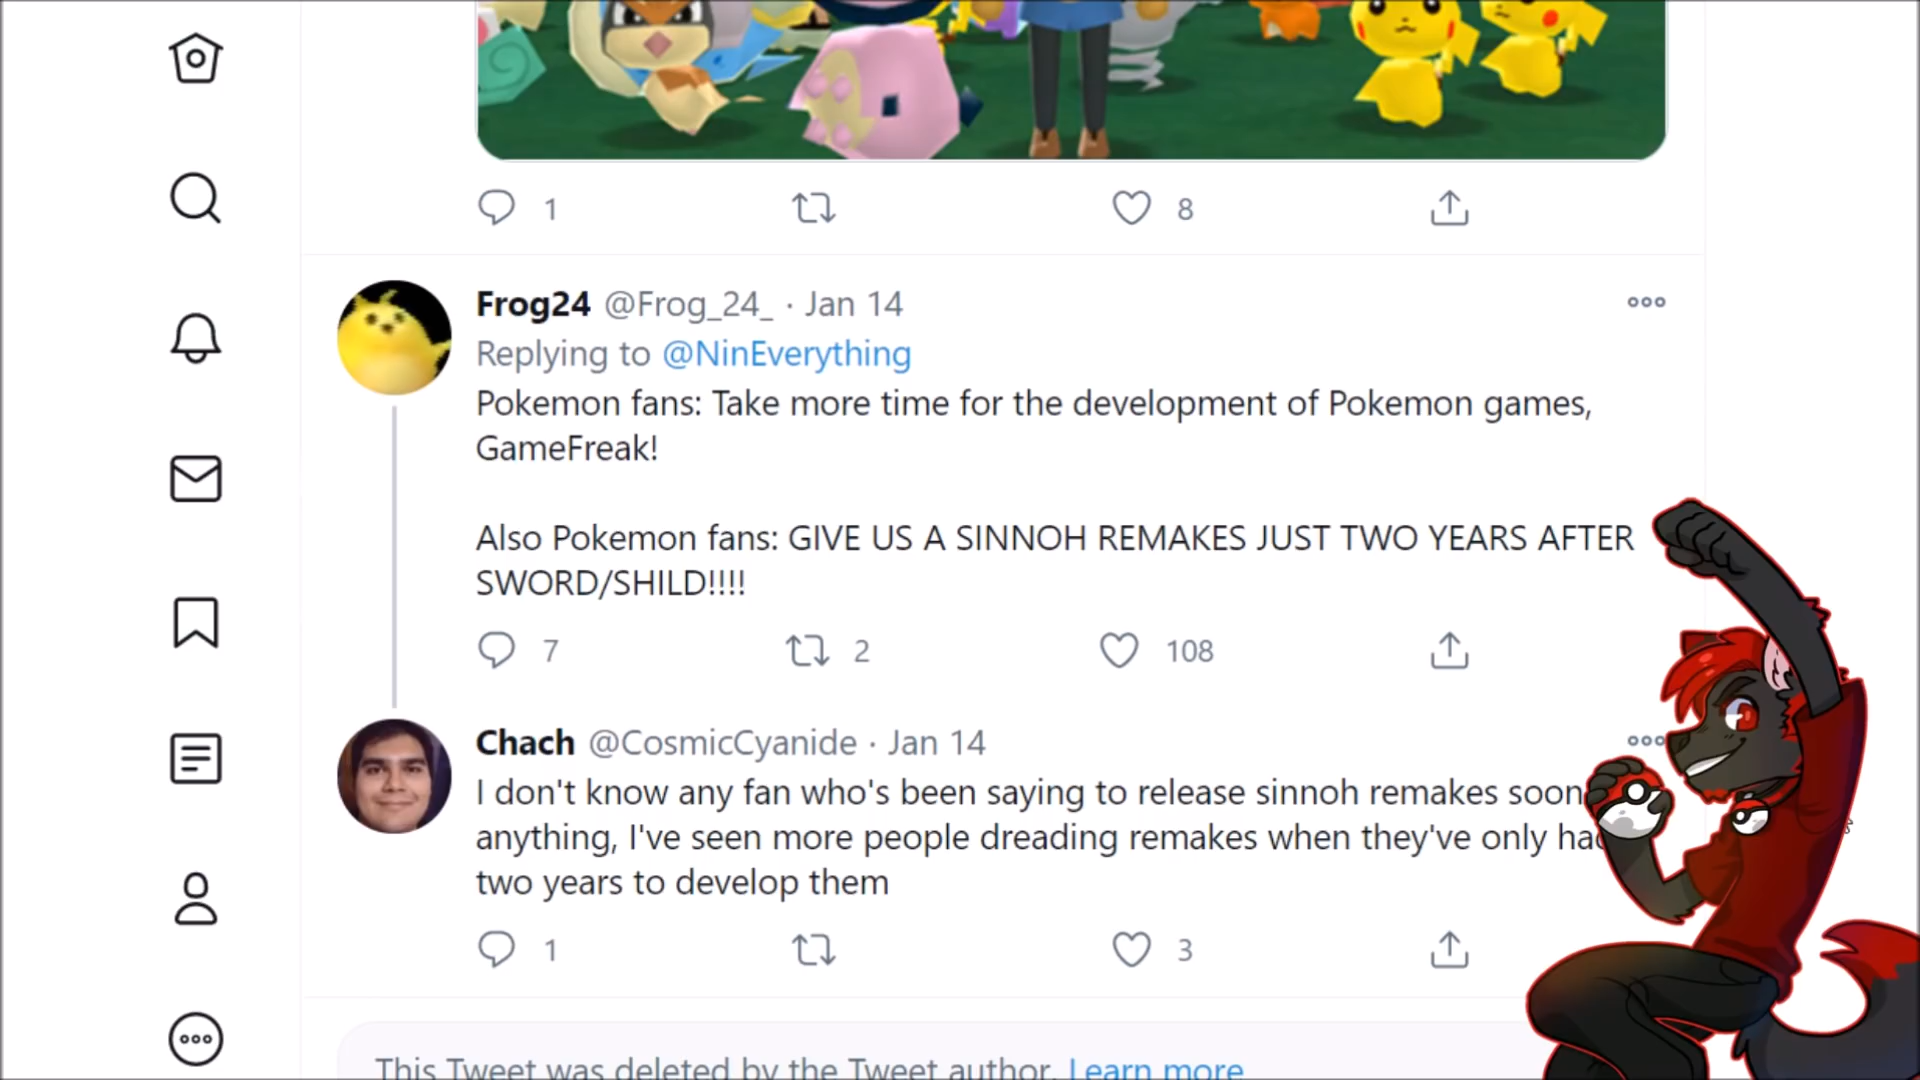 1
8
Frog24 @Frog_24_ · Jan 14
Replying to @NinEverything
Pokemon fans: Take more time for the development of Pokemon games,
GameFreak!
Also Pokemon fans: GIVE US A SINNOH REMAKES JUST TWO YEARS AFTER
SWORD/SHILD!!!!
7 2 108
Chach @CosmicCyanide · Jan 14
I don't know any fan who's been saying to release sinnoh remakes soon
anything, I've seen more people dreading remakes when they've only
two years to develop them
1 3
This Tweet was deleted by the Tweet author. Learn more